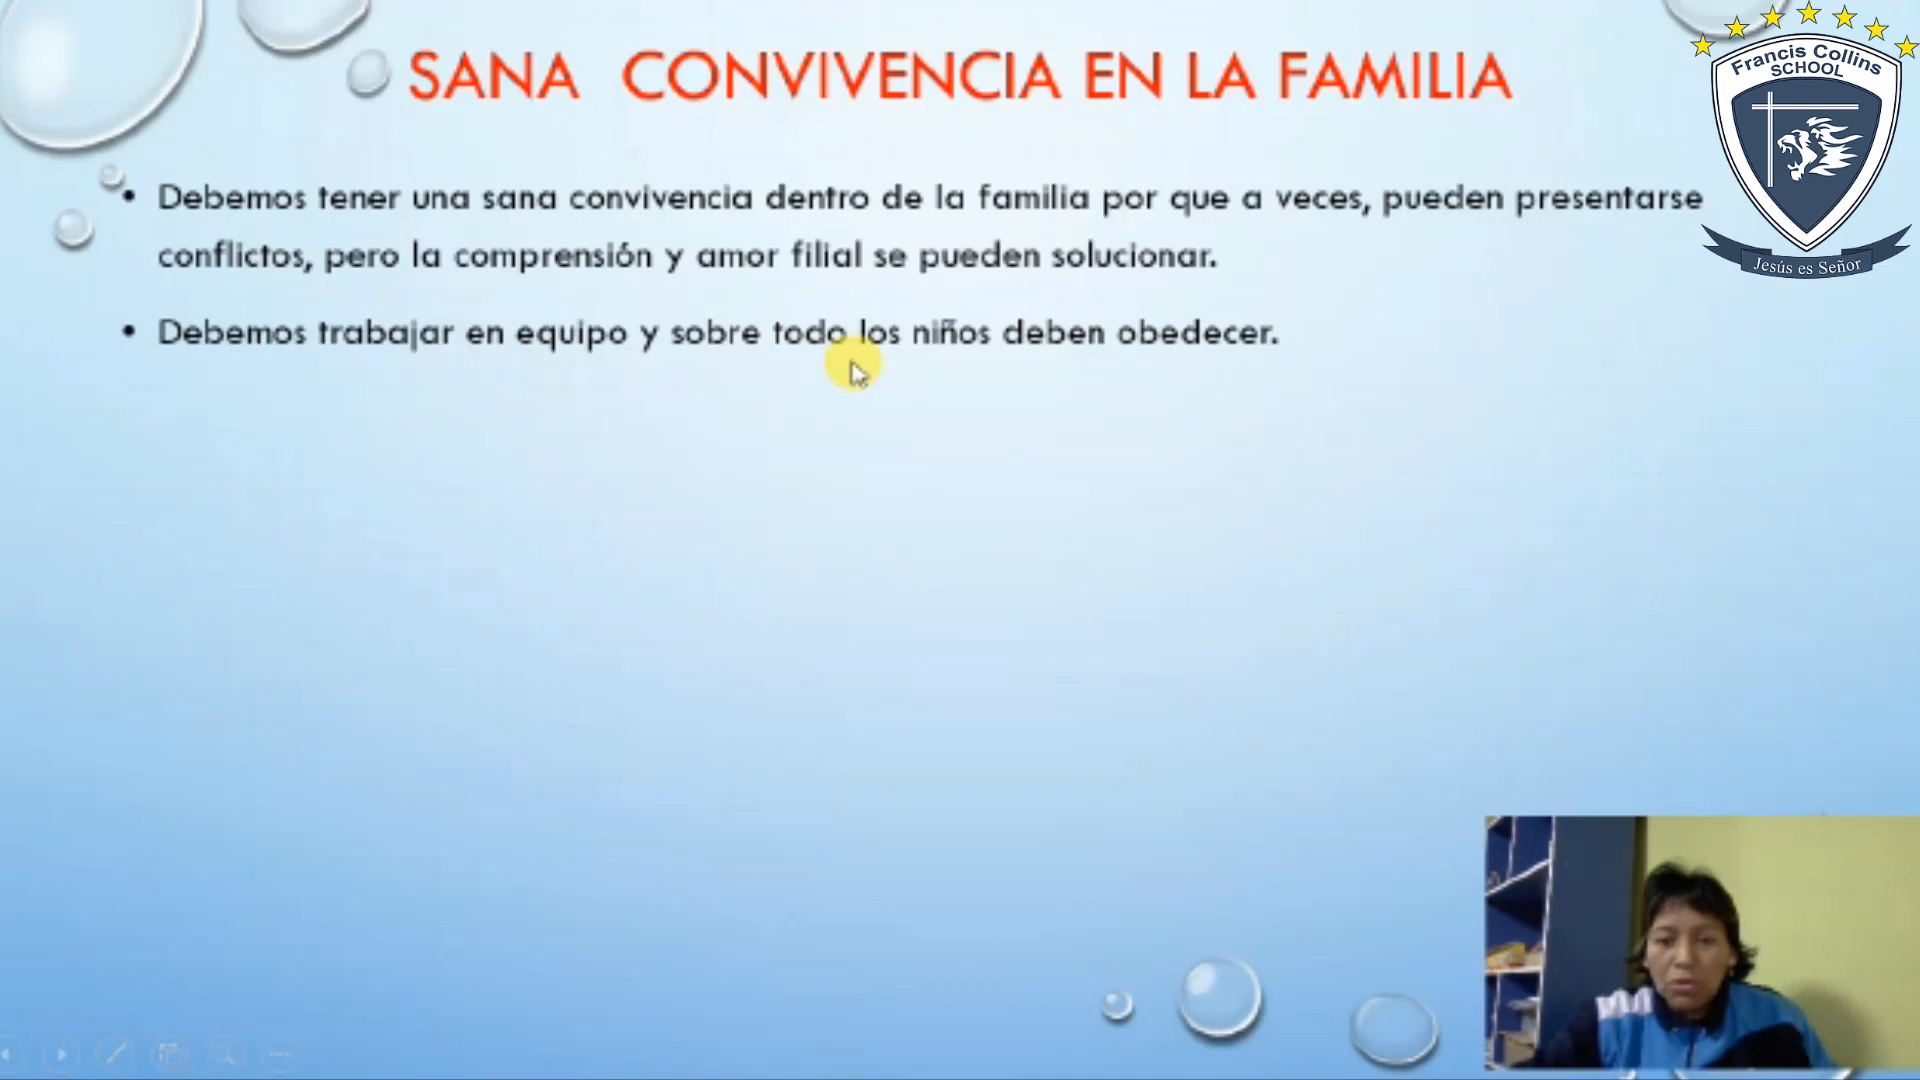 SANA CONVIVENCIA EN LA FAMILIA
Francis Collins
SCHOOL
Jesús es Señor
• Debemos tener una sana convivencia dentro de la familia por que a veces, pueden presentarse
conflictos, pero la comprensión y amor filial se pueden solucionar.
• Debemos trabajar en equipo y sobre todo los niños deben obedecer.